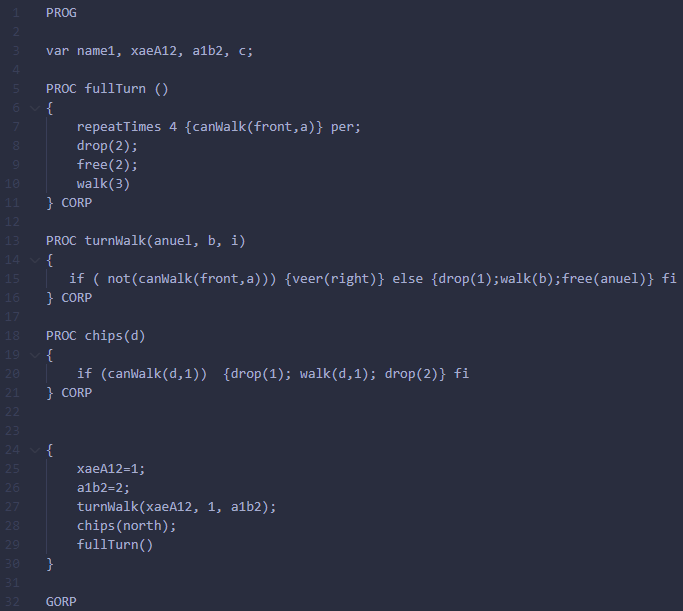 1 PROG
2
3 var name1, xaeA12, a1b2, c;
4
5 PROC fullTurn ()
6 {
7     repeatTimes 4 {canWalk(front,a)} per;
8     drop(2);
9     free(2);
10     walk(3)
11 } CORP
12
13 PROC turnWalk(anuel, b, i)
14 {
15    if ( not(canWalk(front,a))) {veer(right)} else {drop(1);walk(b);free(anuel)} fi
16 } CORP
17
18 PROC chips(d)
19 {
20     if (canWalk(d,1))  {drop(1); walk(d,1); drop(2)} fi
21 } CORP
22
23
24 {
25     xaeA12=1;
26     a1b2=2;
27     turnWalk(xaeA12, 1, a1b2);
28     chips(north);
29     fullTurn()
30 }
31
32 GORP